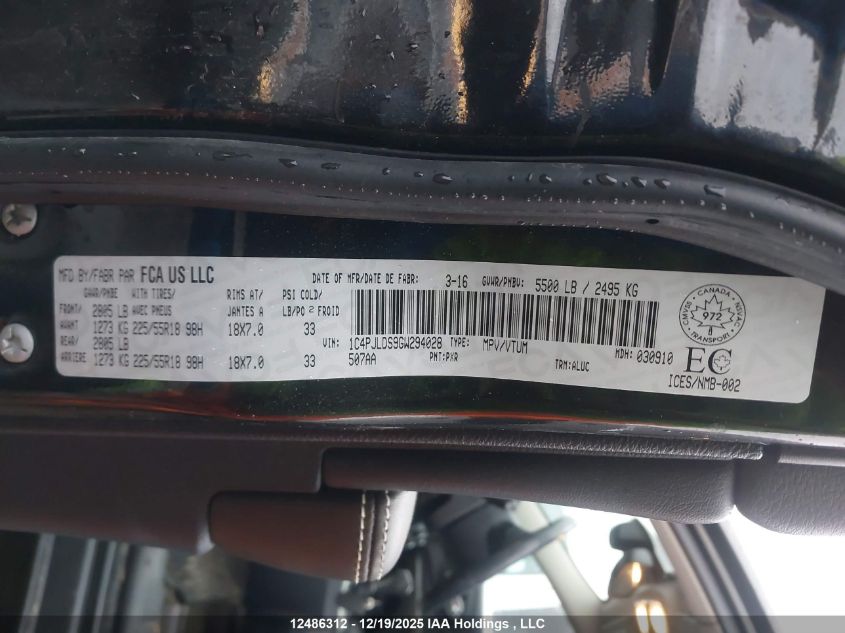 MFD BY/FABR PAR FCA US LLC
DATE OF MFR/DATE DE FABR: 3-16 GVWR/PNBV: 5500 LB / 2495 KG
GAWR/PNBE WITH TIRES/ RIMS AT/ PSI COLD/
FRONT/ 2805 LB AVEC PNEUS JANTES A LB/PO² FROID
AVANT 1273 KG 225/55R18 98H 18X7.0 33
REAR/ 2805 LB
ARRIERE 1273 KG 225/55R18 98H 18X7.0 33
VIN: 1C4PJLDS9GW294028 TYPE: MPV/VTUM MDH: 030910
507AA PNT:PXR TRM:ALUC
CMVSS CANADA NSVAC
972
8
TRANSPORT
EC
ICES/NMB-002
12486312 - 12/19/2025 IAA Holdings, LLC